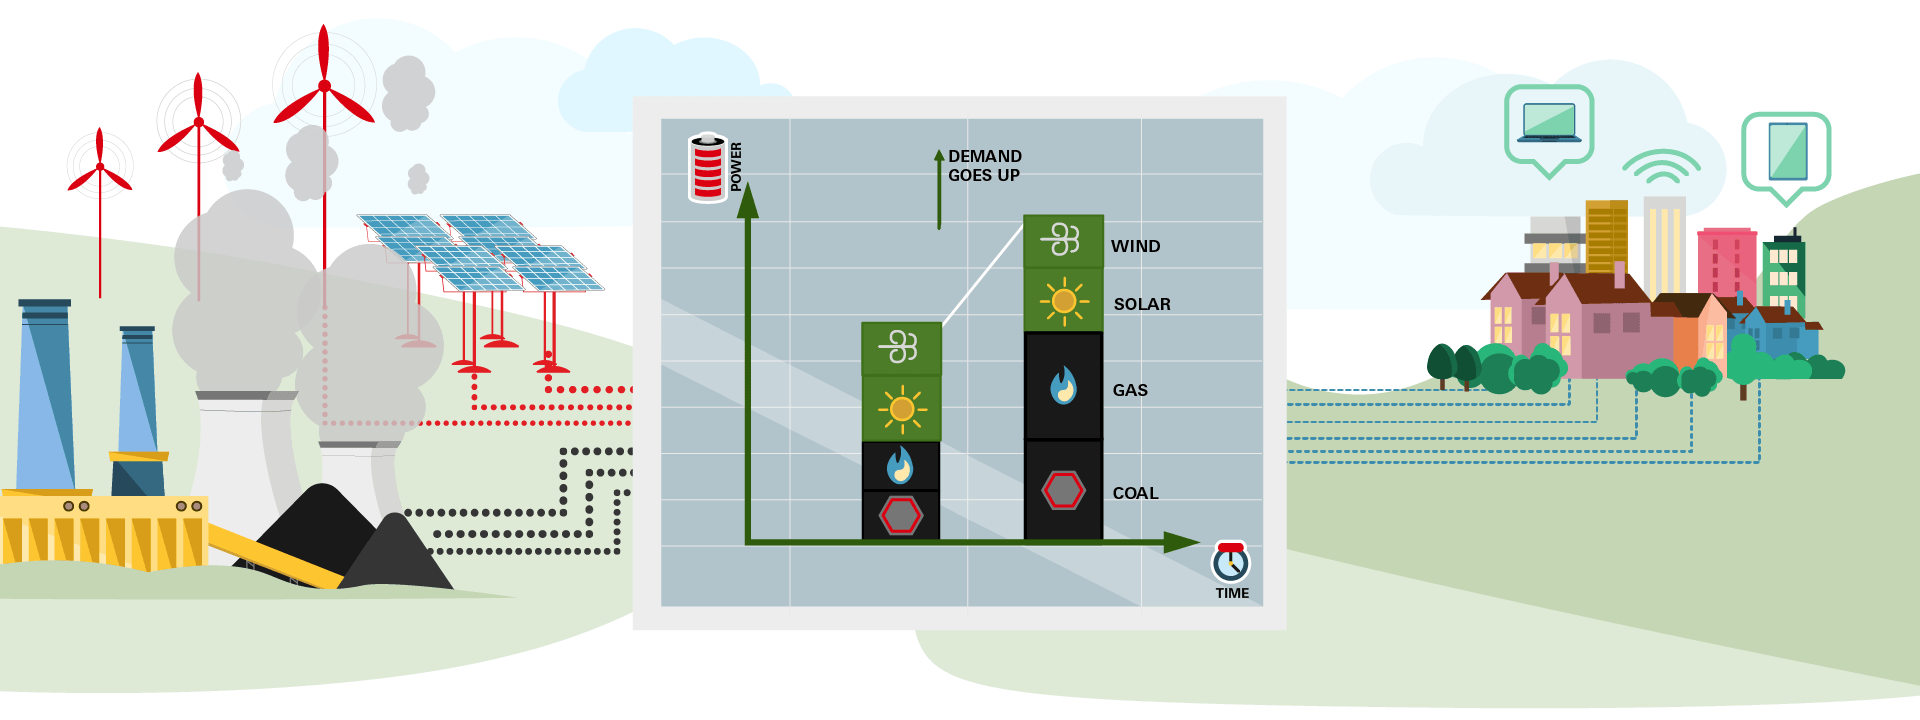 POWER
DEMAND
GOES UP
WIND
SOLAR
GAS
COAL
TIME